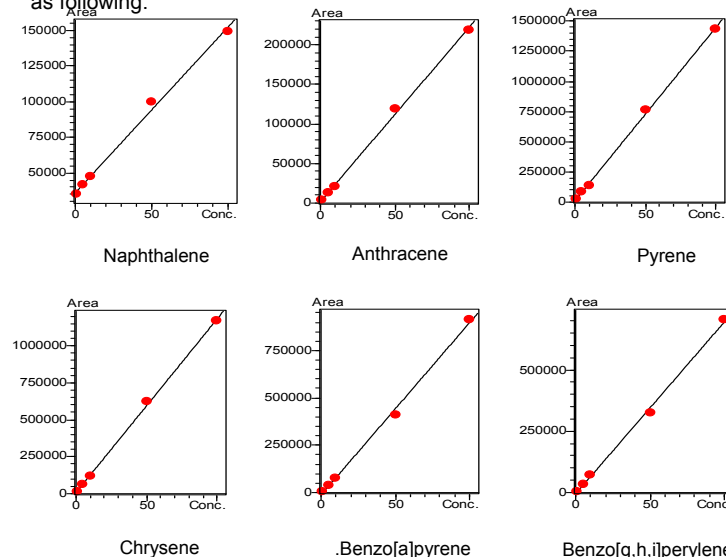 as following:
Area
150000
125000
100000
75000
50000
0
50
Conc.
Naphthalene
Area
200000
150000
100000
50000
0
0
50
Conc.
Anthracene
Area
1500000
1250000
1000000
750000
500000
250000
0
0
50
Conc.
Pyrene
Area
1000000
750000
500000
250000
0
0
50
Conc.
Chrysene
Area
750000
500000
250000
0
0
50
Conc.
.Benzo[a]pyrene
Area
500000
250000
0
0
50
Conc
Benzo[g,h,i]perylene